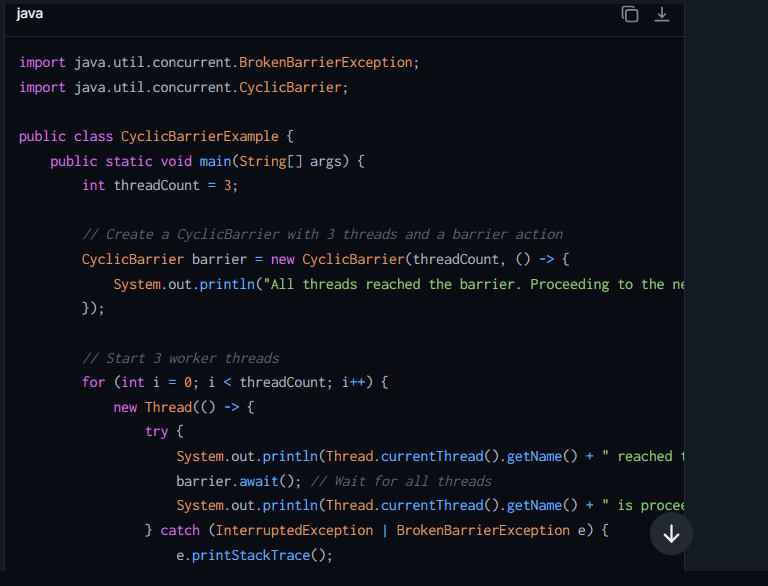 java
import java.util.concurrent.BrokenBarrierException;
import java.util.concurrent.CyclicBarrier;
public class CyclicBarrierExample {
public static void main(String[] args) {
int threadCount = 3;
// Create a CyclicBarrier with 3 threads and a barrier action
CyclicBarrier barrier = new CyclicBarrier(threadCount, () -> {
System.out.println("All threads reached the barrier. Proceeding to the ne
});
// Start 3 worker threads
for (int i = 0; i < threadCount; i++) {
new Thread(() -> {
try {
System.out.println(Thread.currentThread().getName() + " reached t
barrier.await(); // Wait for all threads
System.out.println(Thread.currentThread().getName() + " is procee
} catch (InterruptedException | BrokenBarrierException e) {
e.printStackTrace();